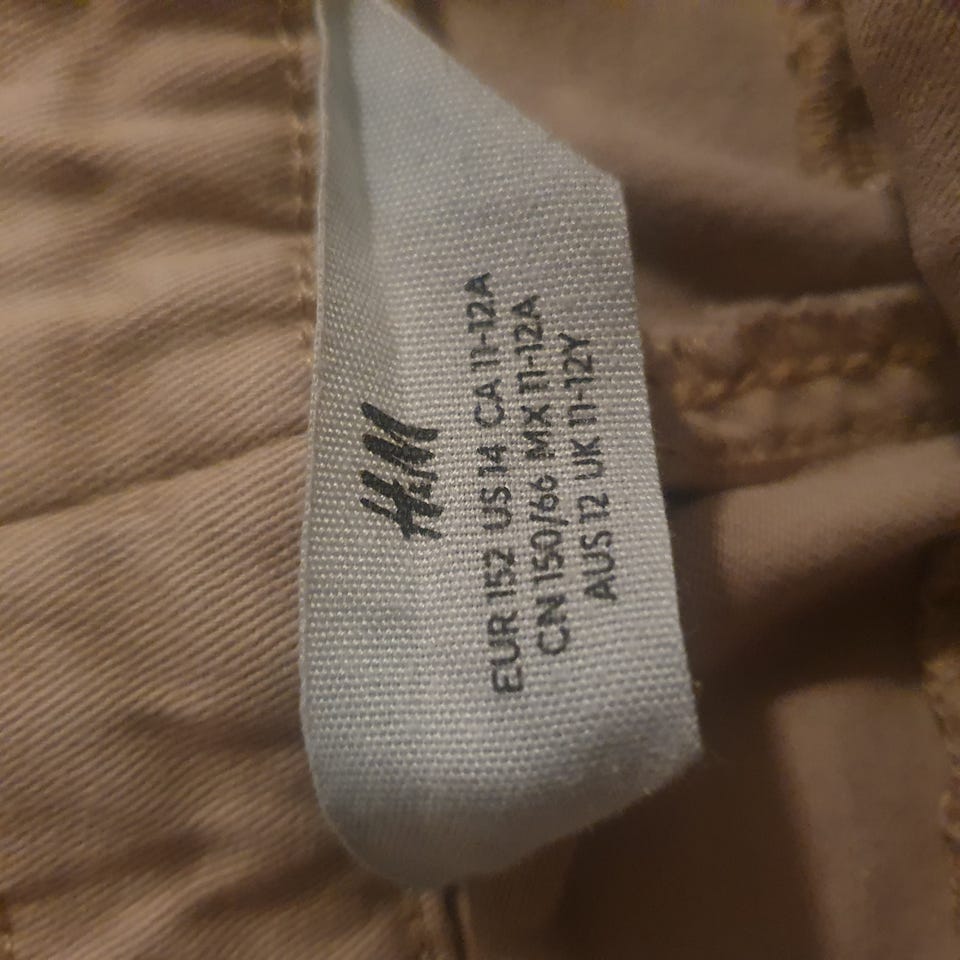 H&M
EUR 152 US 14 CA 11-12A
CN 150/66 MX 11-12A
AUS 12 UK 11-12Y